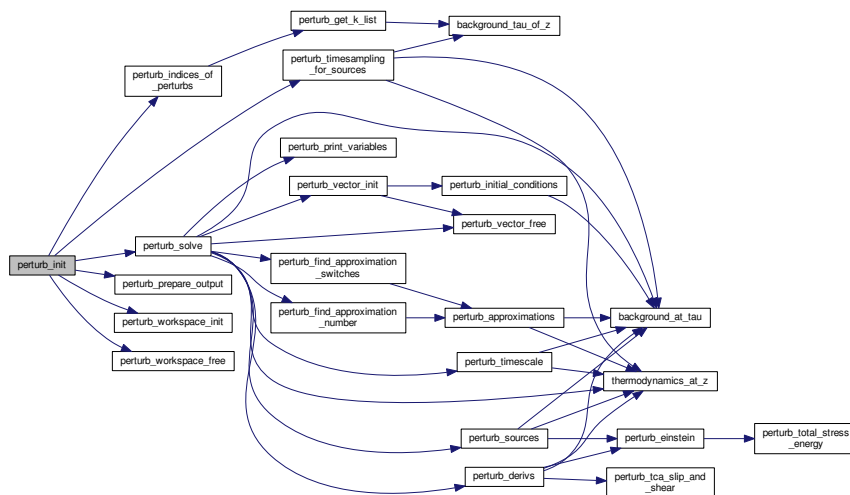 perturb_get_k_list
background_tau_of_z
perturb_timesampling
_for_sources
perturb_indices_of
_perturbs
perturb_print_variables
perturb_vector_init
perturb_initial_conditions
perturb_vector_free
perturb_solve
perturb_init
perturb_find_approximation
_switches
perturb_prepare_output
perturb_find_approximation
_number
perturb_approximations
background_at_tau
perturb_workspace_init
perturb_workspace_free
perturb_timescale
thermodynamics_at_z
perturb_sources
perturb_einstein
perturb_total_stress
_energy
perturb_derivs
perturb_tca_slip_and
_shear